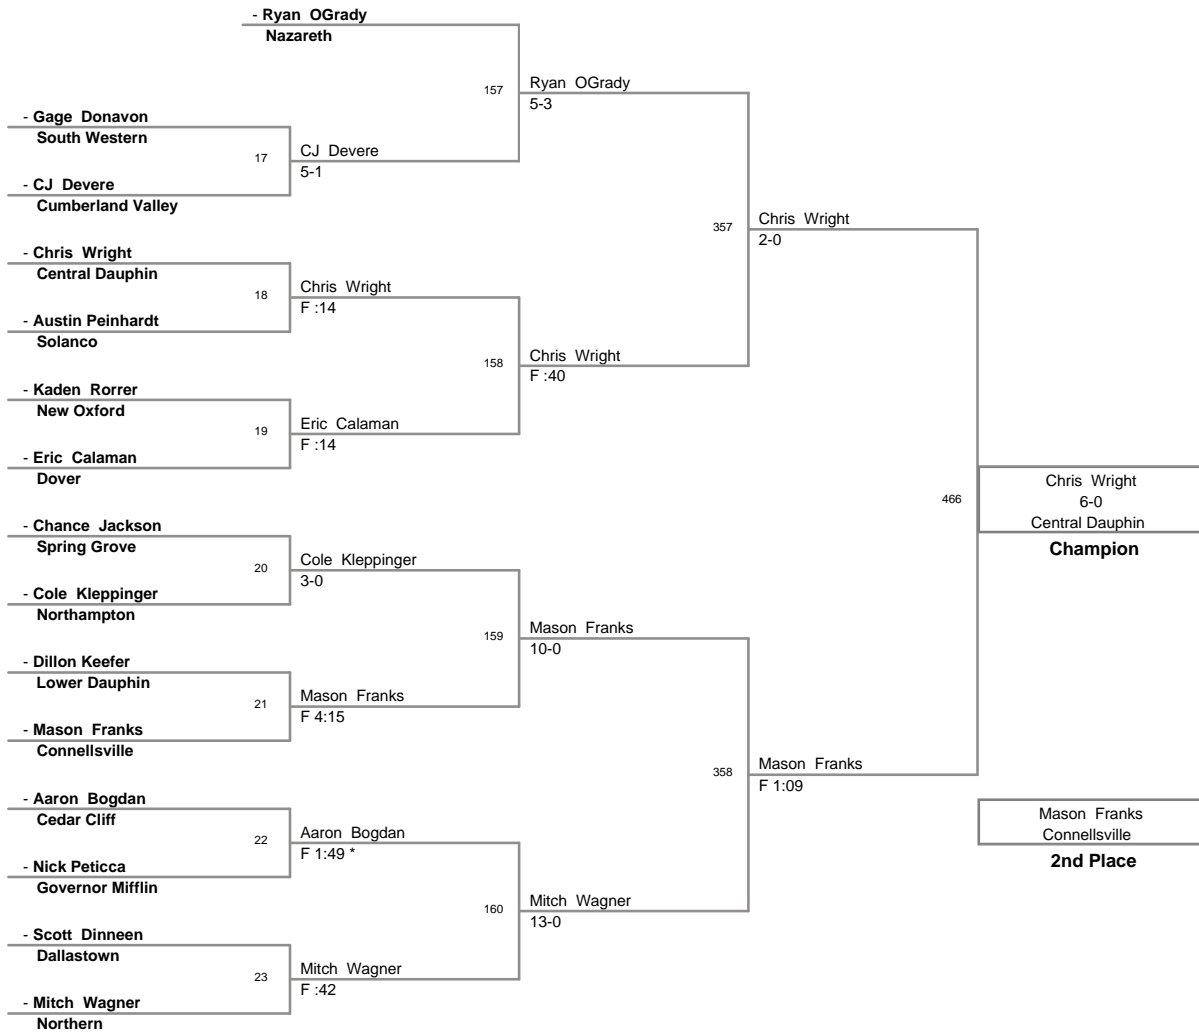 - Ryan OGrady
Nazareth
157
Ryan OGrady
5-3
- Gage Donavon
South Western
17
CJ Devere
5-1
- CJ Devere
Cumberland Valley
357
Chris Wright
2-0
- Chris Wright
Central Dauphin
18
Chris Wright
F :14
- Austin Peinhardt
Solanco
158
Chris Wright
F :40
- Kaden Rorrer
New Oxford
19
Eric Calaman
F :14
- Eric Calaman
Dover
466
Chris Wright
6-0
Central Dauphin
Champion
- Chance Jackson
Spring Grove
20
Cole Kleppinger
3-0
- Cole Kleppinger
Northampton
159
Mason Franks
10-0
- Dillon Keefer
Lower Dauphin
21
Mason Franks
F 4:15
- Mason Franks
Connellsville
358
Mason Franks
F 1:09
- Aaron Bogdan
Cedar Cliff
22
Aaron Bogdan
F 1:49 *
- Nick Peticca
Governor Mifflin
Mason Franks
Connellsville
2nd Place
160
Mitch Wagner
13-0
- Scott Dinneen
Dallastown
23
Mitch Wagner
F :42
- Mitch Wagner
Northern